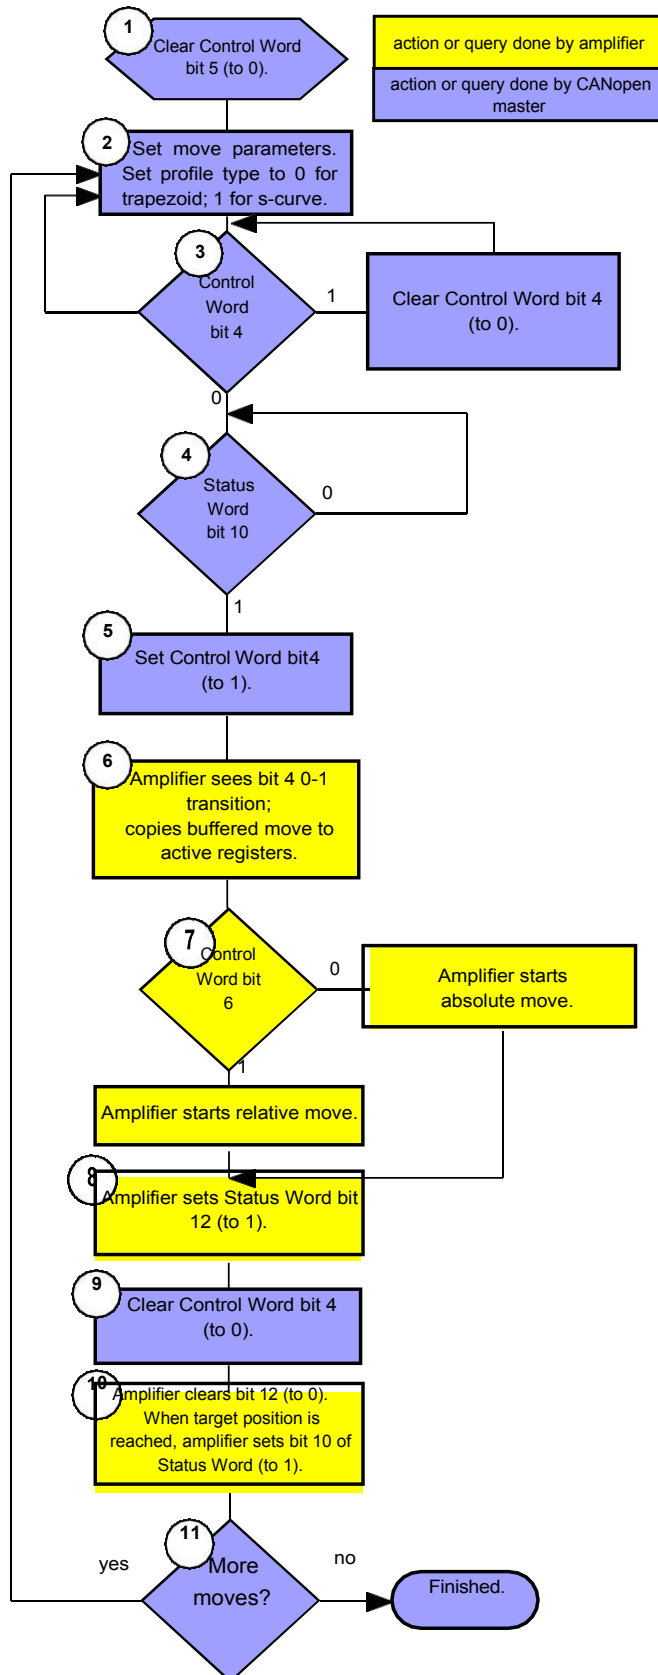 1
Clear Control Word
bit 5 (to 0).
action or query done by amplifier
action or query done by CANopen
master
2
Set move parameters.
Set profile type to 0 for
trapezoid; 1 for s-curve.
3
Control
Word
bit 4
1
Clear Control Word bit 4
(to 0).
0
4
Status
Word
bit 10
0
1
5
Set Control Word bit4
(to 1).
6
Amplifier sees bit 4 0-1
transition;
copies buffered move to
active registers.
7
Control
Word bit
6
0
Amplifier starts
absolute move.
1
Amplifier starts relative move.
8
Amplifier sets Status Word bit
12 (to 1).
9
Clear Control Word bit 4
(to 0).
10
Amplifier clears bit 12 (to 0).
When target position is
reached, amplifier sets bit 10 of
Status Word (to 1).
11
More
moves?
yes
no
Finished.